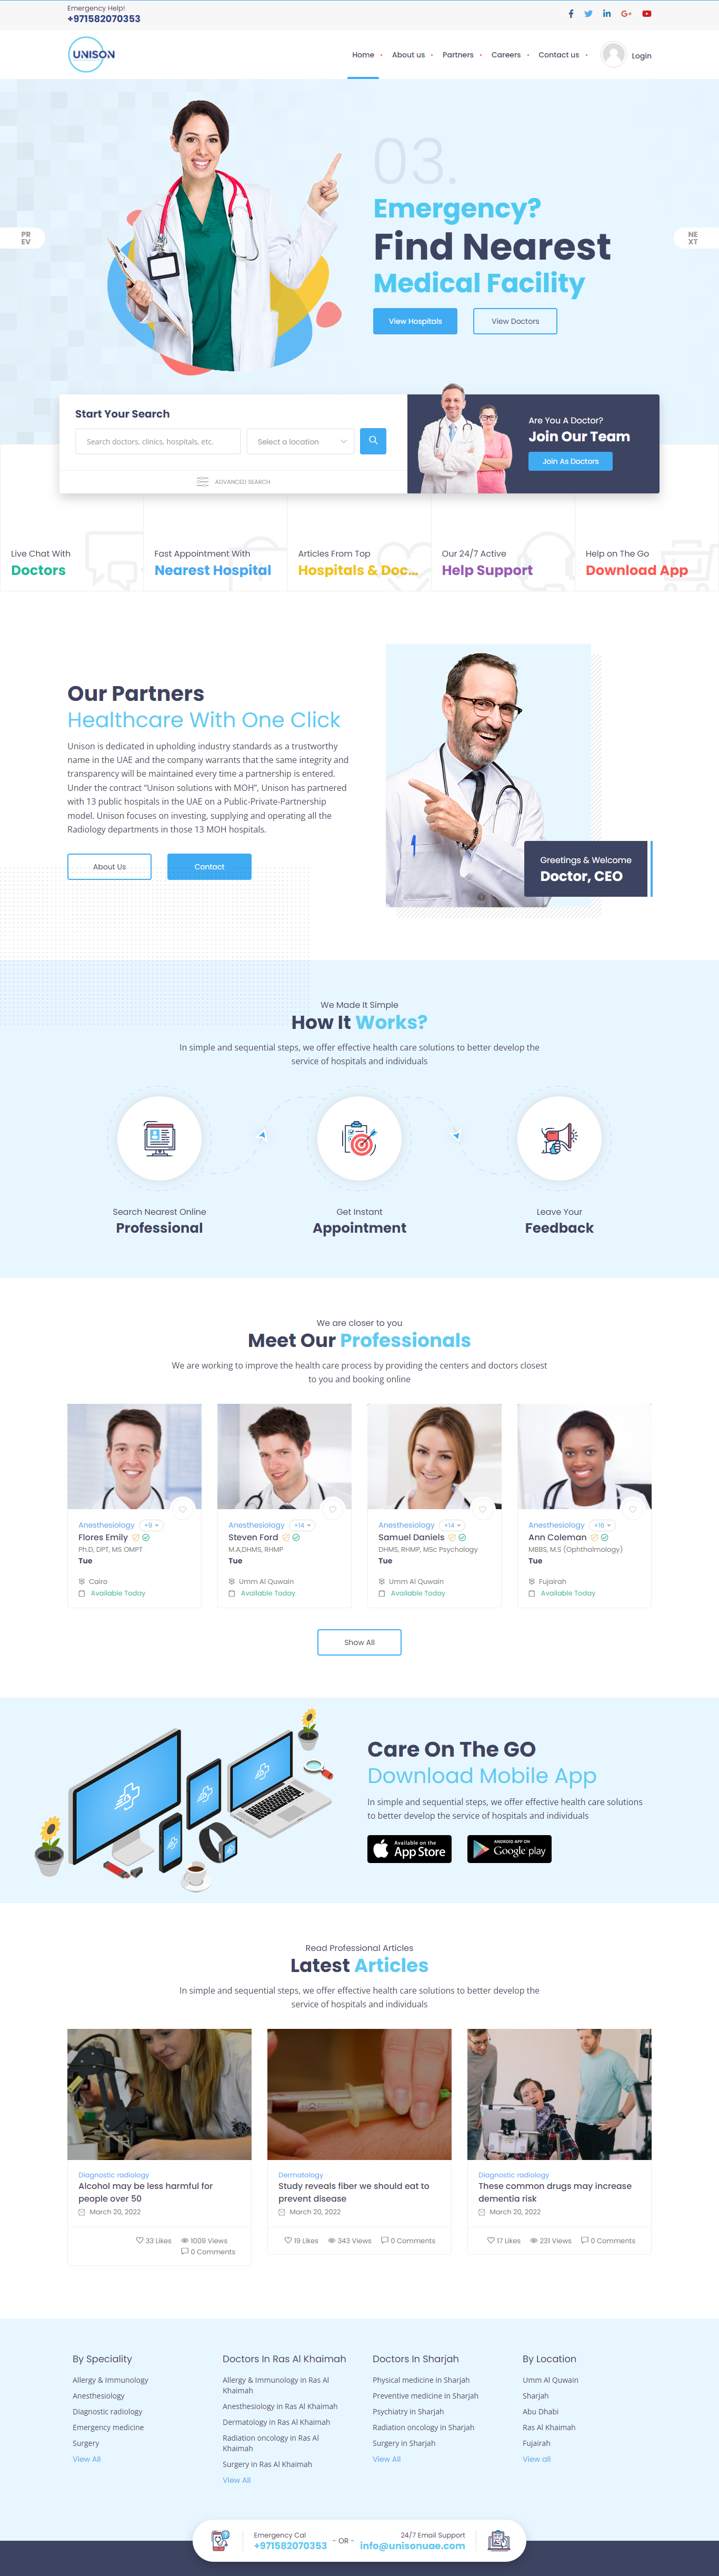 Emergency Help!
+971582070353
UNISON
Home
About us
Partners
Careers
Contact us
Login
PR
EV
03.
Emergency?
Find Nearest
Medical Facility
View Hospitals
View Doctors
NE
XT
Start Your Search
Search doctors, clinics, hospitals, etc.
Select a location
ADVANCED SEARCH
Are You A Doctor?
Join Our Team
Join As Doctors
Live Chat With
Doctors
Fast Appointment With
Nearest Hospital
Articles From Top
Hospitals & Doc...
Our 24/7 Active
Help Support
Help on The Go
Download App
Our Partners
Healthcare With One Click
Unison is dedicated in upholding industry standards as a trustworthy
name in the UAE and the company warrants that the same integrity and
transparency will be maintained every time a partnership is entered.
Under the contract “Unison solutions with MOH”, Unison has partnered
with 13 public hospitals in the UAE on a Public-Private-Partnership
model. Unison focuses on investing, supplying and operating all the
Radiology departments in those 13 MOH hospitals.
About Us
Contact
Greetings & Welcome
Doctor, CEO
We Made It Simple
How It Works?
In simple and sequential steps, we offer effective health care solutions to better develop the
service of hospitals and individuals
Search Nearest Online
Professional
Get Instant
Appointment
Leave Your
Feedback
We are closer to you
Meet Our Professionals
We are working to improve the health care process by providing the centers and doctors closest
to you and booking online
Anesthesiology +9
Flores Emily
Ph.D, DPT, MS OMPT
Tue
Cairo
Available Today
Anesthesiology +14
Steven Ford
M.A,DHMS, RHMP
Tue
Umm Al Quwain
Available Today
Anesthesiology +14
Samuel Daniels
DHMS, RHMP, MSc Psychology
Tue
Umm Al Quwain
Available Today
Anesthesiology +16
Ann Coleman
MBBS, M.S (Ophthalmology)
Tue
Fujairah
Available Today
Show All
Care On The GO
Download Mobile App
In simple and sequential steps, we offer effective health care solutions
to better develop the service of hospitals and individuals
Available on the
App Store
ANDROID APP ON
Google play
Read Professional Articles
Latest Articles
In simple and sequential steps, we offer effective health care solutions to better develop the
service of hospitals and individuals
Diagnostic radiology
Alcohol may be less harmful for
people over 50
March 20, 2022
33 Likes
1009 Views
0 Comments
Dermatology
Study reveals fiber we should eat to
prevent disease
March 20, 2022
19 Likes
343 Views
0 Comments
Diagnostic radiology
These common drugs may increase
dementia risk
March 20, 2022
17 Likes
231 Views
0 Comments
By Speciality
Allergy & Immunology
Anesthesiology
Diagnostic radiology
Emergency medicine
Surgery
View All
Doctors In Ras Al Khaimah
Allergy & Immunology in Ras Al
Khaimah
Anesthesiology in Ras Al Khaimah
Dermatology in Ras Al Khaimah
Radiation oncology in Ras Al
Khaimah
Surgery in Ras Al Khaimah
View All
Doctors In Sharjah
Physical medicine in Sharjah
Preventive medicine in Sharjah
Psychiatry in Sharjah
Radiation oncology in Sharjah
Surgery in Sharjah
View All
By Location
Umm Al Quwain
Sharjah
Abu Dhabi
Ras Al Khaimah
Fujairah
View all
Emergency Cal
+971582070353
- OR -
24/7 Email Support
info@unisonuae.com